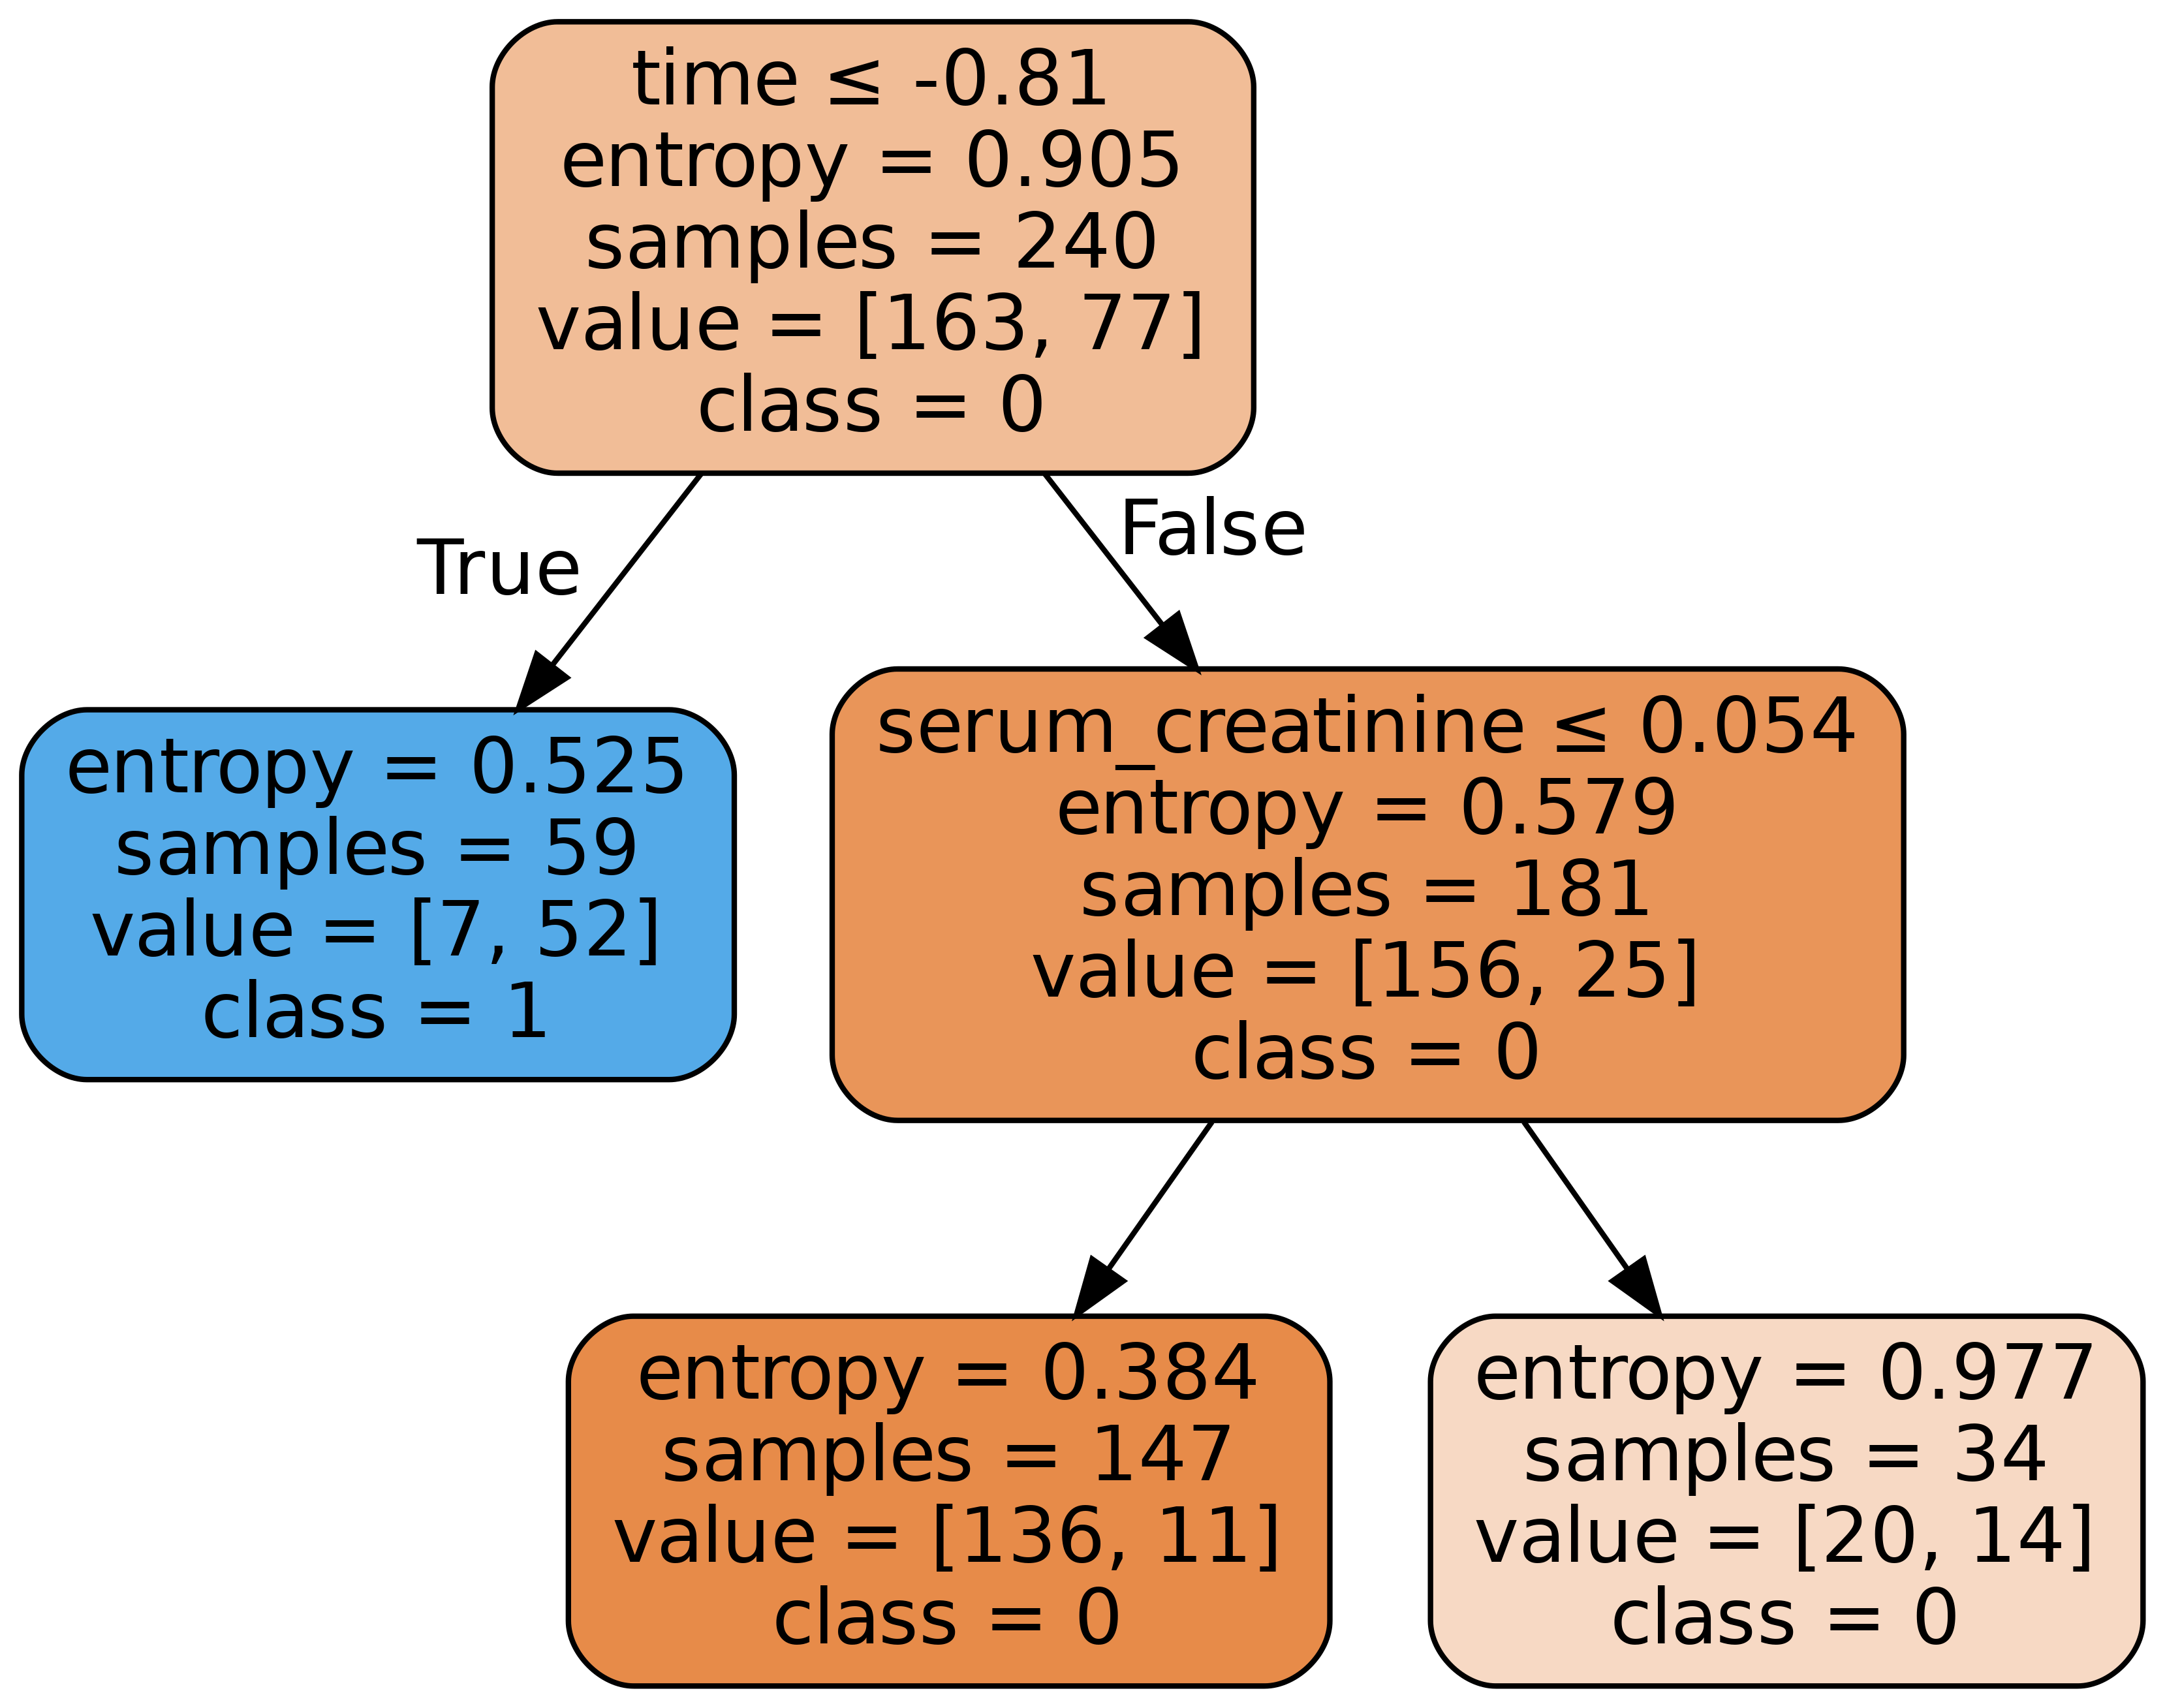 time ≤ -0.81
entropy = 0.905
samples = 240
value = [163, 77]
class = 0
True
False
entropy = 0.525
samples = 59
value = [7, 52]
class = 1
serum_creatinine ≤ 0.054
entropy = 0.579
samples = 181
value = [156, 25]
class = 0
entropy = 0.384
samples = 147
value = [136, 11]
class = 0
entropy = 0.977
samples = 34
value = [20, 14]
class = 0